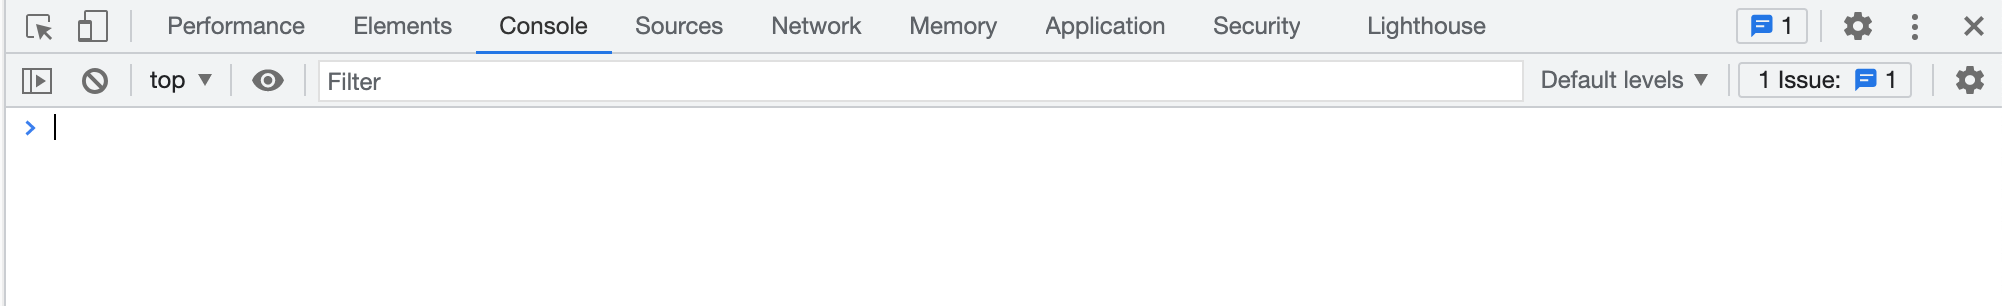 Performance Elements Console Sources Network Memory Application Security Lighthouse 1
top Filter Default levels 1 Issue: 1